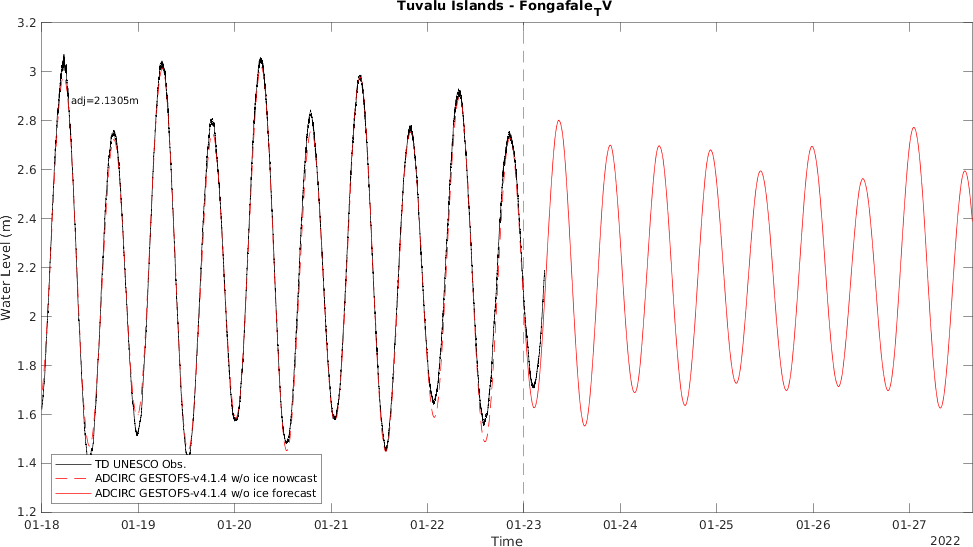 Tuvalu Islands - Fongafale_TV
3.2
3
2.8
2.6
2.4
2.2
2
1.8
1.6
1.4
1.2
Water Level (m)
adj=2.1305m
TD UNESCO Obs.
ADCIRC GESTOFS-v4.1.4 w/o ice nowcast
ADCIRC GESTOFS-v4.1.4 w/o ice forecast
01-18 01-19 01-20 01-21 01-22 01-23 01-24 01-25 01-26 01-27
Time
2022